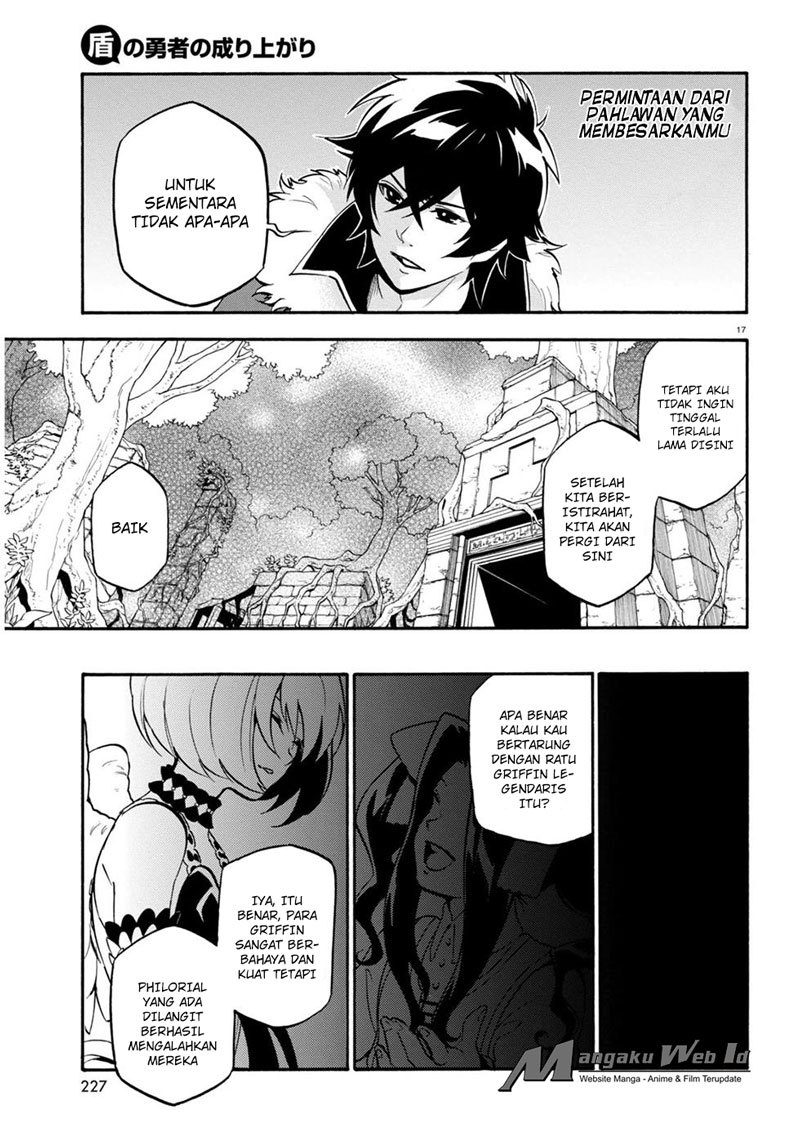 盾の勇者の成り上がり
PERMINTAAN DARI
PAHLAWAN YANG
MEMBESARKANMU
UNTUK
SEMENTARA
TIDAK APA-APA
17
TETAPI AKU
TIDAK INGIN
TINGGAL
TERLALU
LAMA DISINI
SETELAH
KITA BER-
ISTIRAHAT,
KITA AKAN
PERGI DARI
SINI
BAIK
APA BENAR
KALAU KAU
BERTARUNG
DENGAN RATU
GRIFFIN LE-
GENDARIS
ITU?
IYA, ITU
BENAR, PARA
GRIFFIN
SANGAT BER-
BAHAYA DAN
KUAT TETAPI
PHILORIAL
YANG ADA
DILANGIT
BERHASIL
MENGALAHKAN
MEREKA
227
Mangaku Web Id
Website Manga - Anime & Film Terupdate